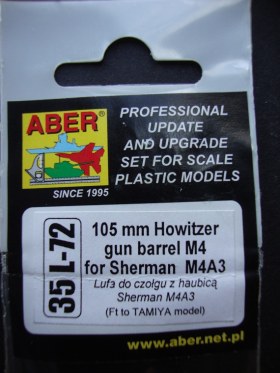 ABER®
SINCE 1995
PROFESSIONAL
UPDATE
AND UPGRADE
SET FOR SCALE
PLASTIC MODELS
35 L-72
105 mm Howitzer
gun barrel M4
for Sherman M4A3
Lufa do czołgu z haubicą
Sherman M4A3
(Ft to TAMIYA model)
www.aber.net.pl